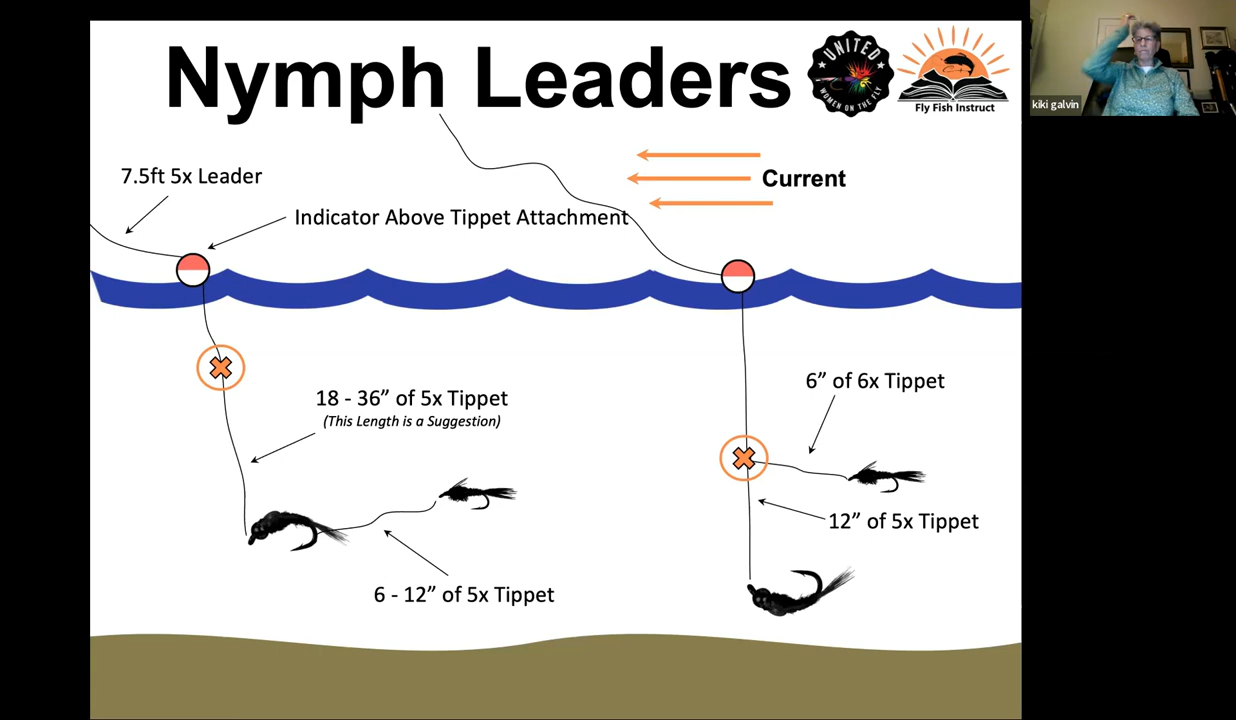 Nymph Leaders
UNITED
WOMEN ON THE FLY
Fly Fish Instruct
kiki galvin
7.5ft 5x Leader
Current
Indicator Above Tippet Attachment
18 - 36” of 5x Tippet
(This Length is a Suggestion)
6” of 6x Tippet
12” of 5x Tippet
6 - 12” of 5x Tippet